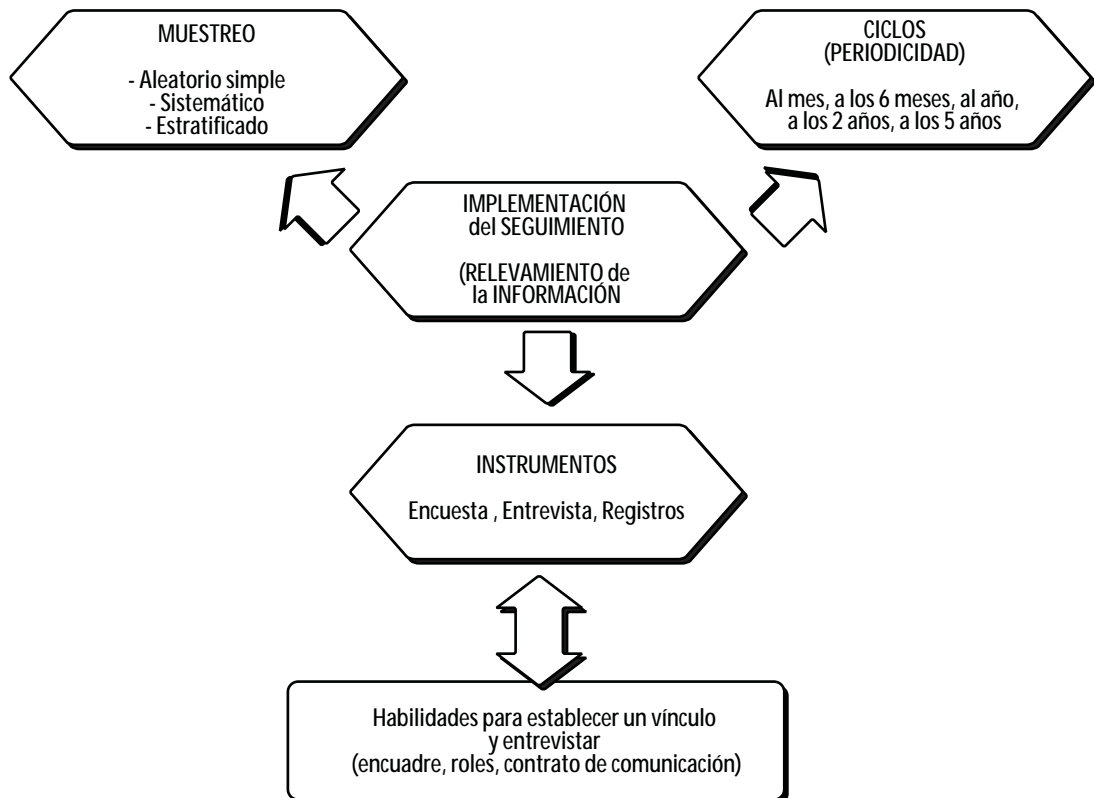 MUESTREO
- Aleatorio simple
- Sistemático
- Estratificado
CICLOS
(PERIODICIDAD)
Al mes, a los 6 meses, al año,
a los 2 años, a los 5 años
IMPLEMENTACIÓN
del SEGUIMIENTO
(RELEVAMIENTO de
la INFORMACIÓN
INSTRUMENTOS
Encuesta , Entrevista, Registros
Habilidades para establecer un vínculo
y entrevistar
(encuadre, roles, contrato de comunicación)